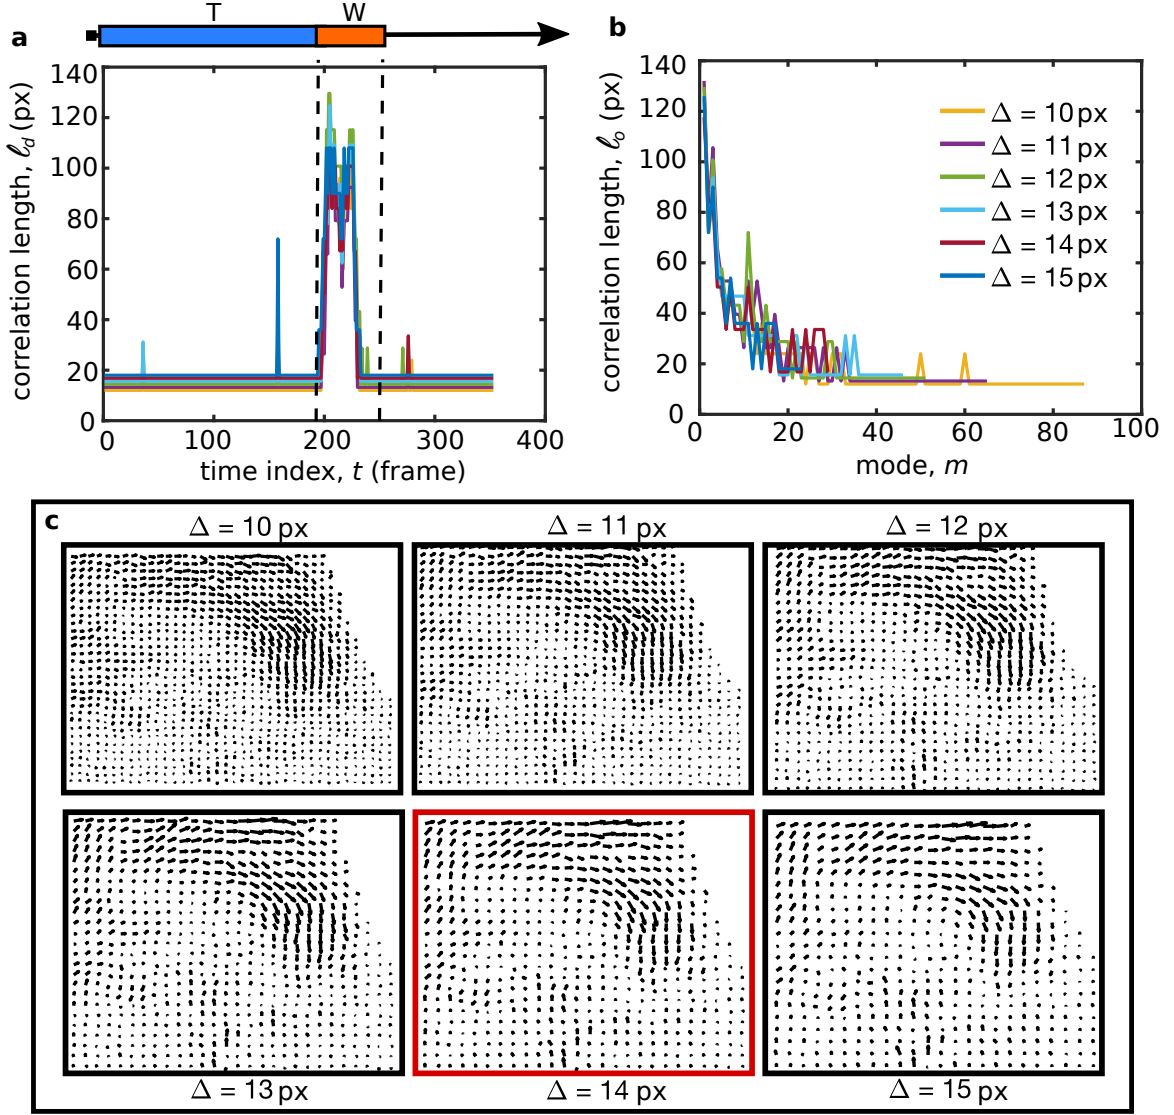 T W
a
correlation length, ℓd (px)
140
120
100
80
60
40
20
0
0 100 200 300 400
time index, t (frame)
b
correlation length, ℓo (px)
140
120
100
80
60
40
20
0
0 20 40 60 80 100
mode, m
Δ = 10 px
Δ = 11 px
Δ = 12 px
Δ = 13 px
Δ = 14 px
Δ = 15 px
c
Δ = 10 px Δ = 11 px Δ = 12 px
Δ = 13 px Δ = 14 px Δ = 15 px